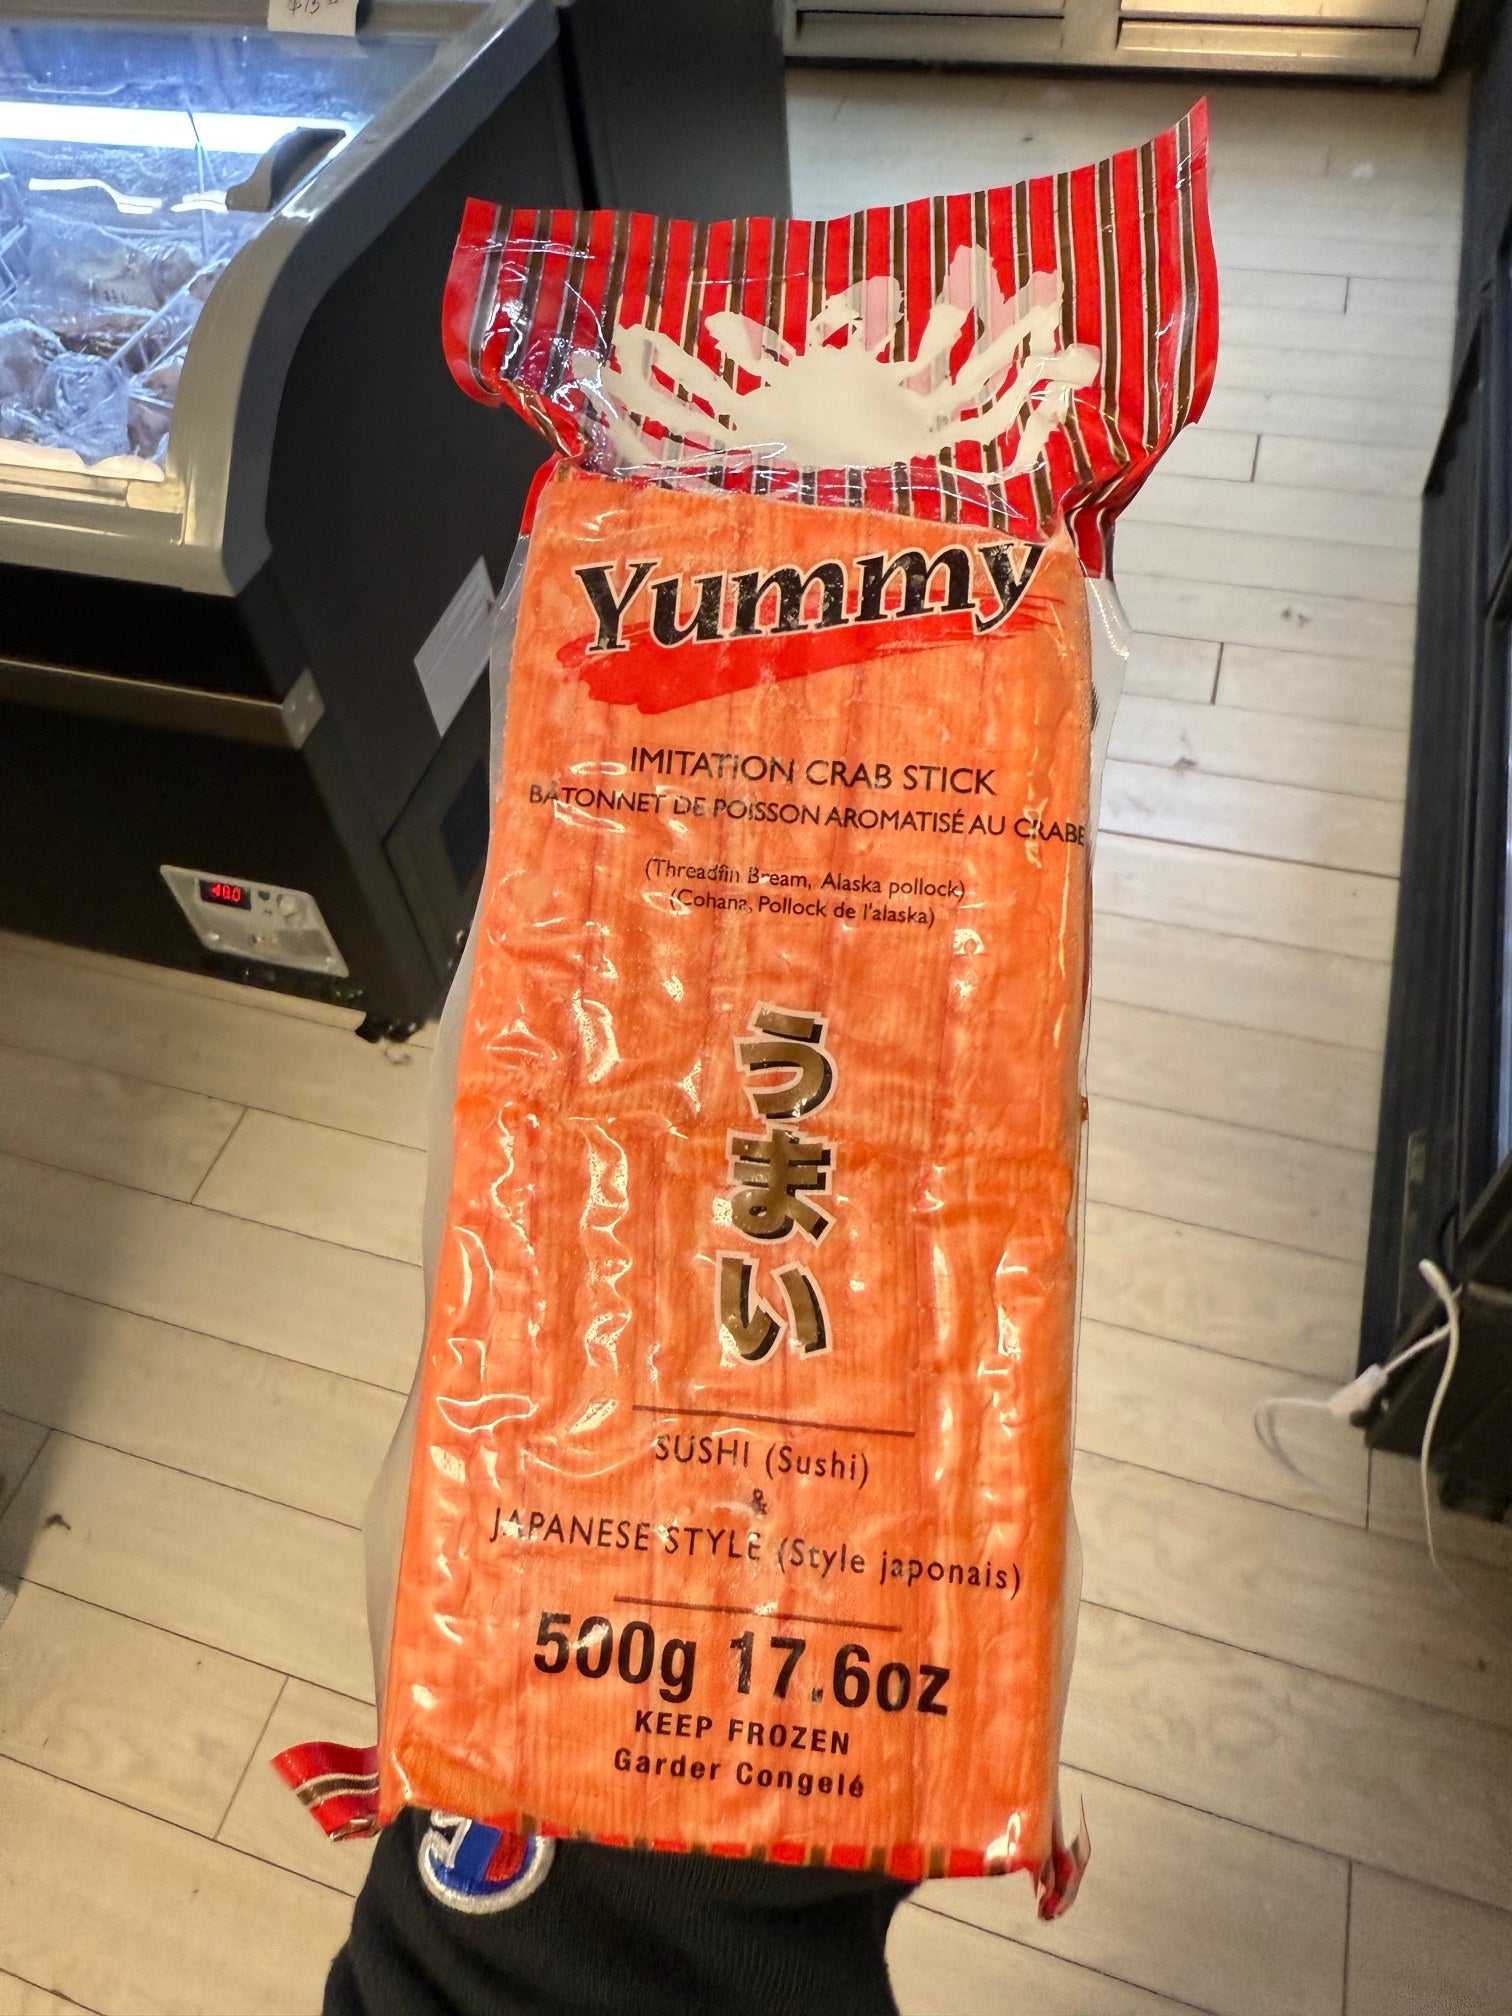 Yummy
IMITATION CRAB STICK
BÂTONNET DE POISSON AROMATISÉ AU CRABE
(Threadfin Bream, Alaska pollock)
(Cohana, Pollock de l'alaska)
うまい
SUSHI (Sushi)
&
JAPANESE STYLE (Style japonais)
500g 17.6oz
KEEP FROZEN
Garder Congelé